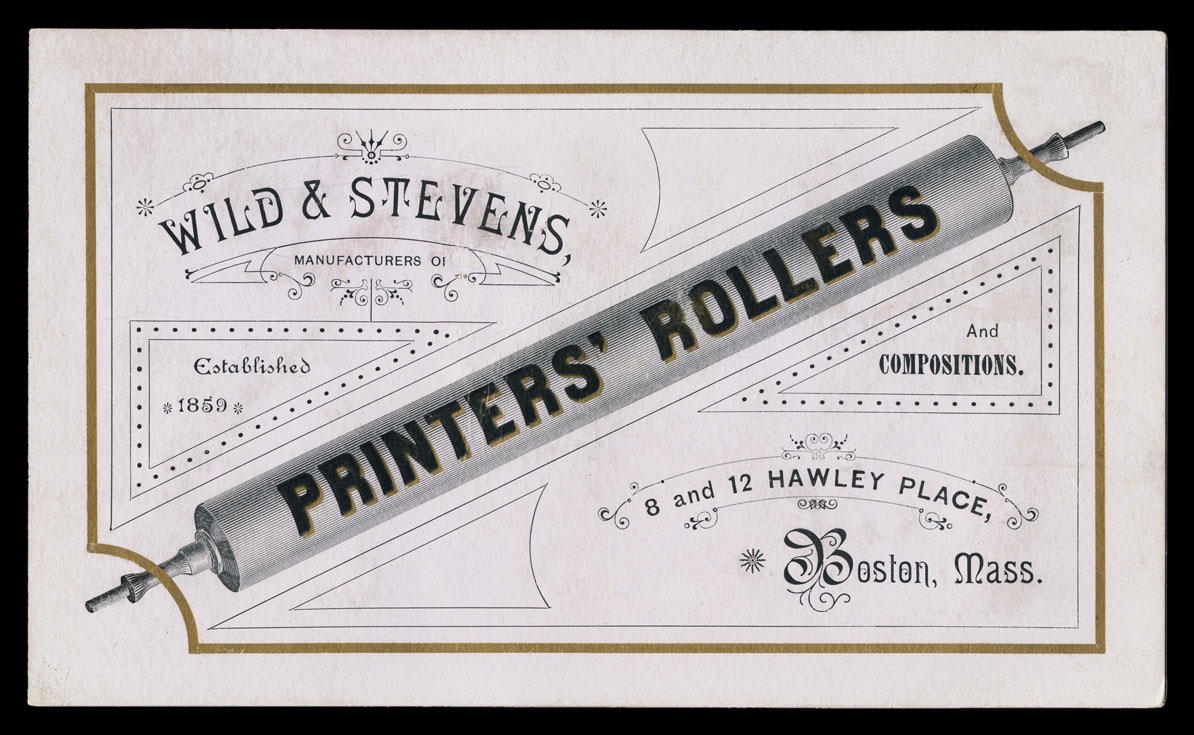 WILD & STEVENS,
MANUFACTURERS OF
Established
1859
PRINTERS' ROLLERS
And
COMPOSITIONS.
8 and 12 HAWLEY PLACE,
Boston, Mass.